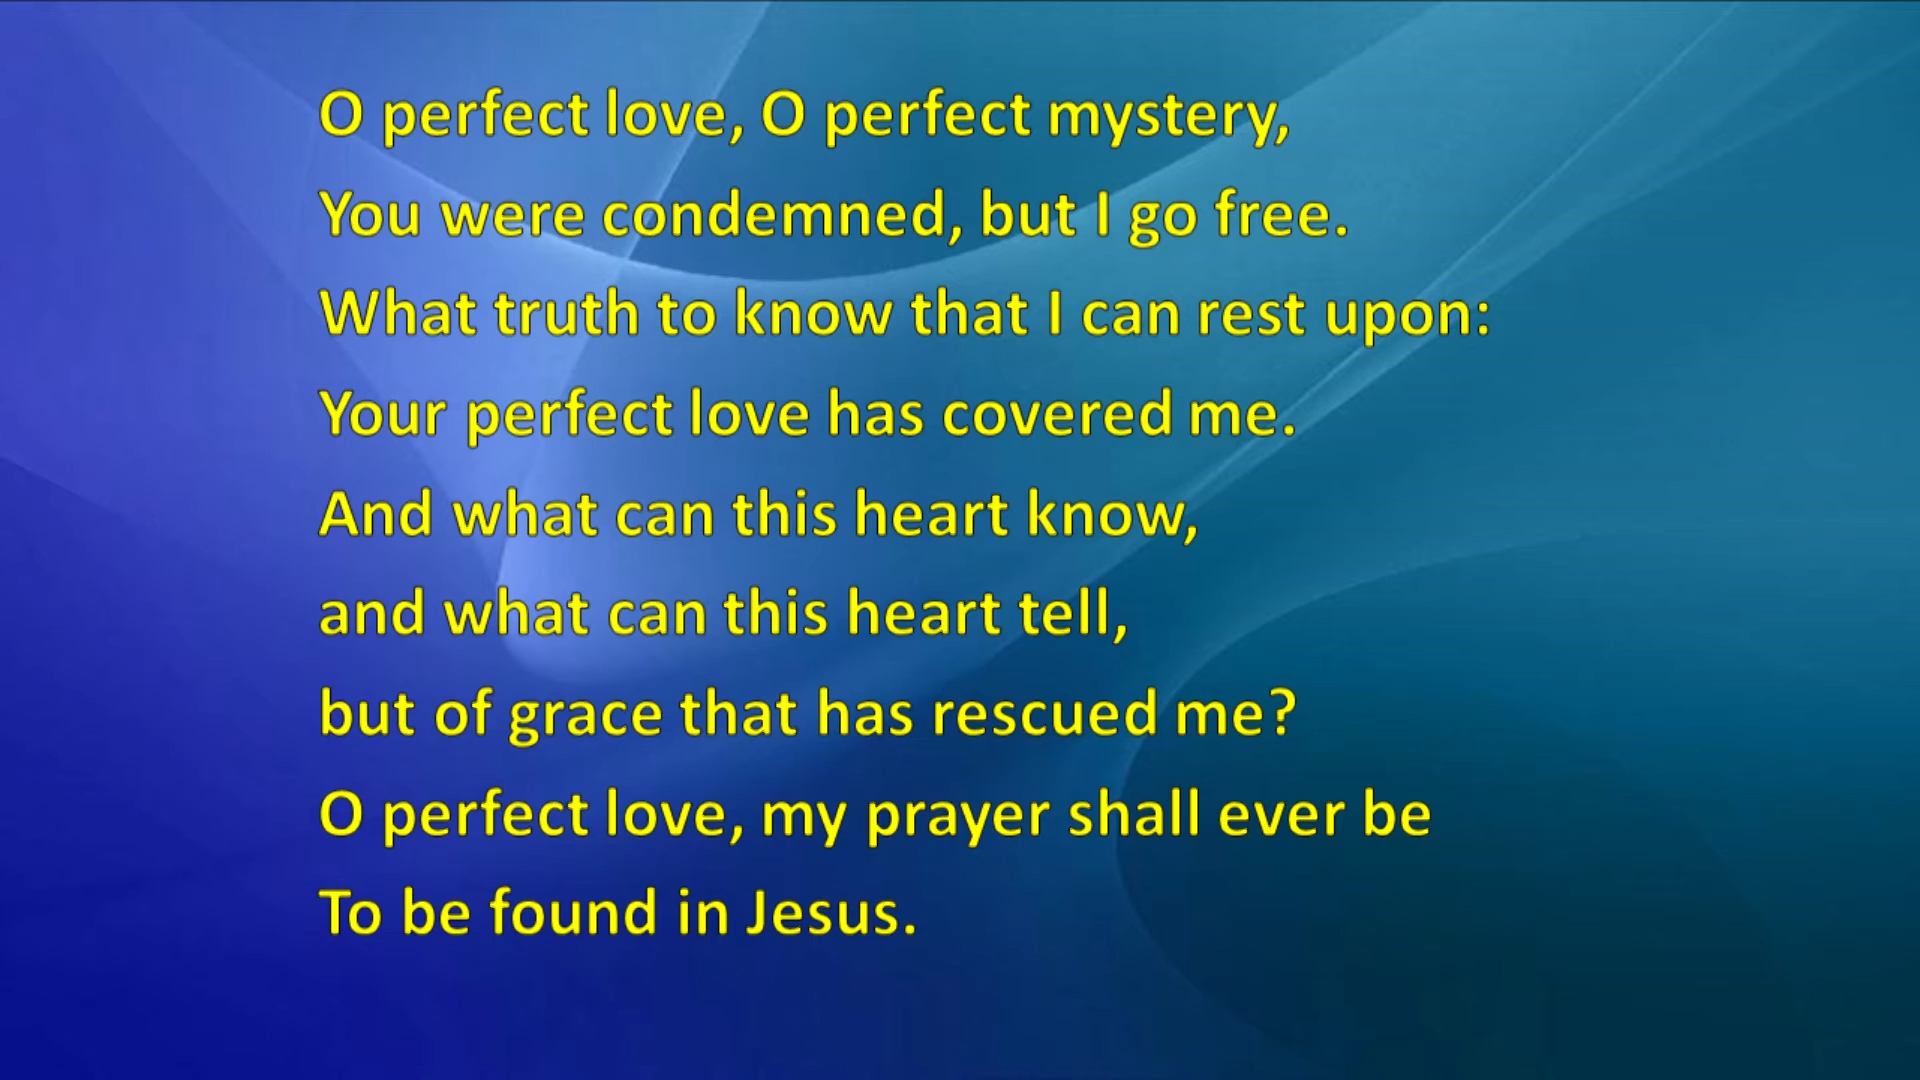 O perfect love, O perfect mystery,
You were condemned, but I go free.
What truth to know that I can rest upon:
Your perfect love has covered me.
And what can this heart know,
and what can this heart tell,
but of grace that has rescued me?
O perfect love, my prayer shall ever be
To be found in Jesus.